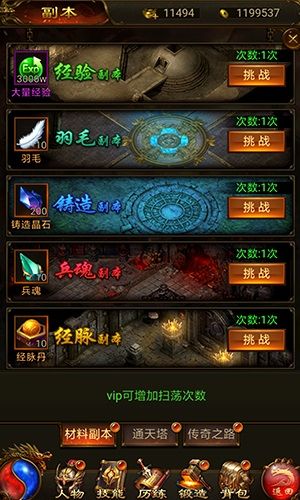 副本 11494 1199537
Exp
3000w
大量经验
经验副本
次数:1次
挑战
10
羽毛
羽毛副本
次数:1次
挑战
200
铸造晶石
铸造副本
次数:1次
挑战
10
兵魂
兵魂副本
次数:1次
挑战
10
经脉丹
经脉副本
次数:1次
挑战
vip可增加扫荡次数
材料副本 通天塔 传奇之路
人物 技能 历练 锻造 背包 返回